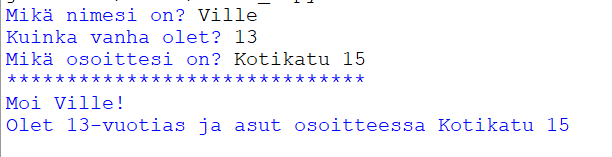 Mikä nimesi on? Ville
Kuinka vanha olet? 13
Mikä osoittesi on? Kotikatu 15
******************************
Moi Ville!
Olet 13-vuotias ja asut osoitteessa Kotikatu 15